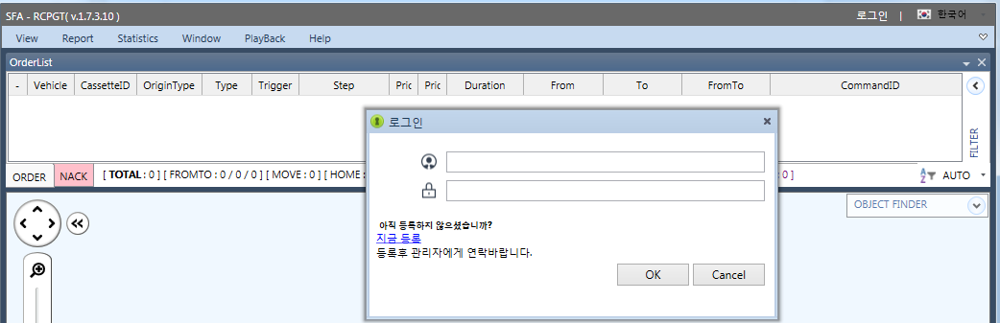 SFA - RCPGT( v.1.7.3.10 ) 로그인 | 한국어
View Report Statistics Window PlayBack Help
OrderList
- Vehicle CassetteID OriginType Type Trigger Step Pric Pric Duration From To FromTo CommandID
로그인
FILTER
ORDER NACK [ TOTAL : 0 ] [ FROMTO : 0 / 0 / 0 ] [ MOVE : 0 ] [ HOME : : 0 ] AUTO
OBJECT FINDER
아직 등록하지 않으셨습니까?
지금 등록
등록후 관리자에게 연락바랍니다.
OK Cancel